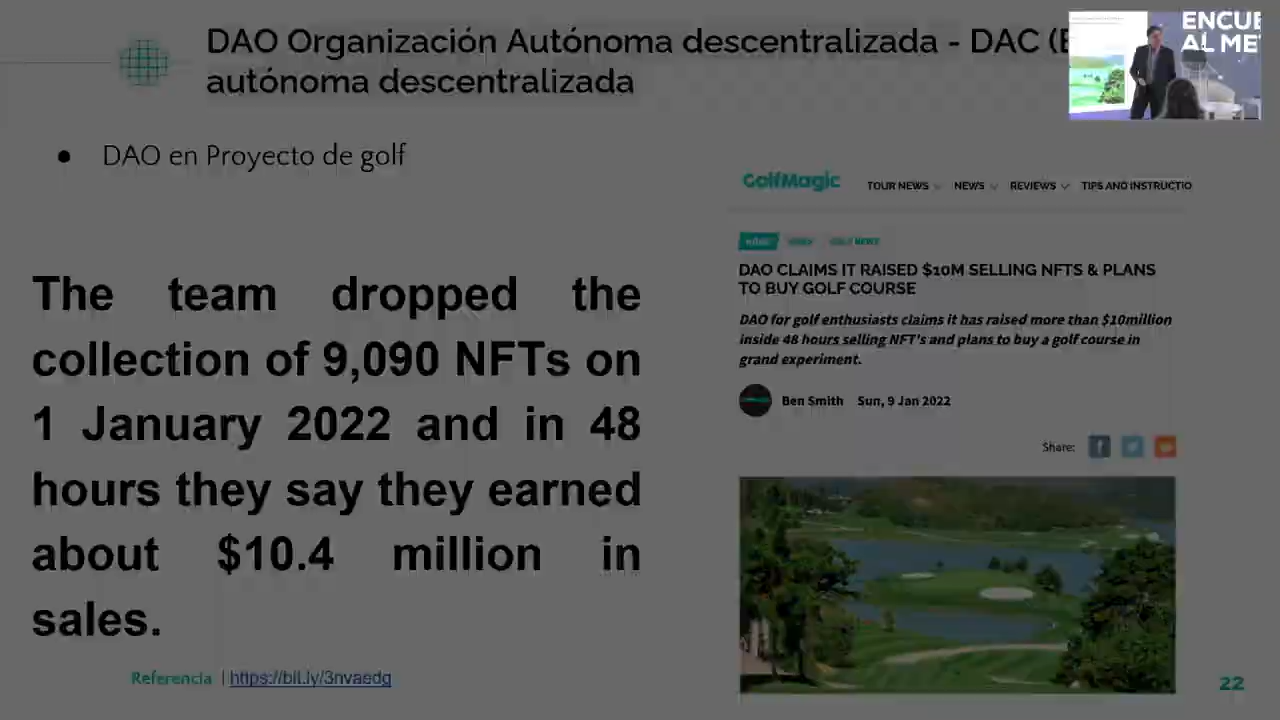 DAO Organización Autónoma descentralizada - DAC (
autónoma descentralizada
ENCUE
AL ME
● DAO en Proyecto de golf
The team dropped the
collection of 9,090 NFTs on
1 January 2022 and in 48
hours they say they earned
about $10.4 million in
sales.
Referencia | https://bit.ly/3nvaedg
GolfMagic
TOUR NEWS NEWS REVIEWS TIPS AND INSTRUCTIO
NEWS
DAO CLAIMS IT RAISED $10M SELLING NFTS & PLANS
TO BUY GOLF COURSE
DAO for golf enthusiasts claims it has raised more than $10million
inside 48 hours selling NFT's and plans to buy a golf course in
grand experiment.
Ben Smith Sun, 9 Jan 2022
Share:
22